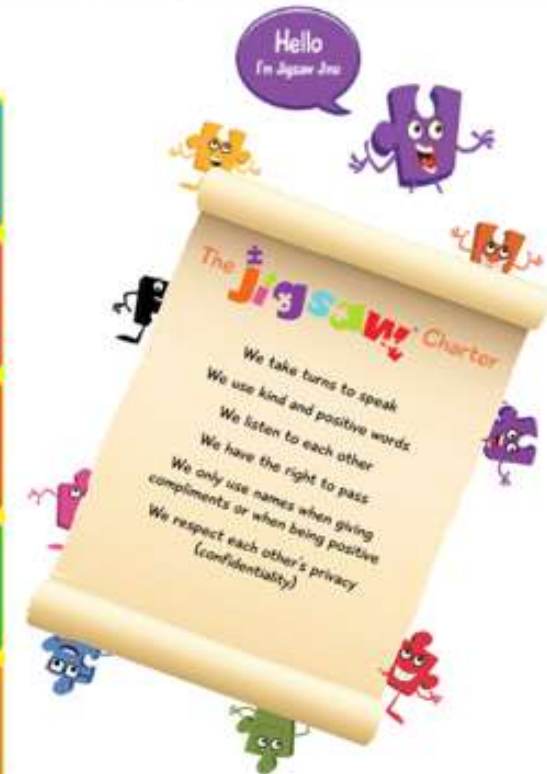 Hello
I'm Jigsaw Jino
The Jigsaw Charter
We take turns to speak
We use kind and positive words
We listen to each other
We have the right to pass
We only use names when giving
compliments or when being positive
We respect each other's privacy
(confidentiality)